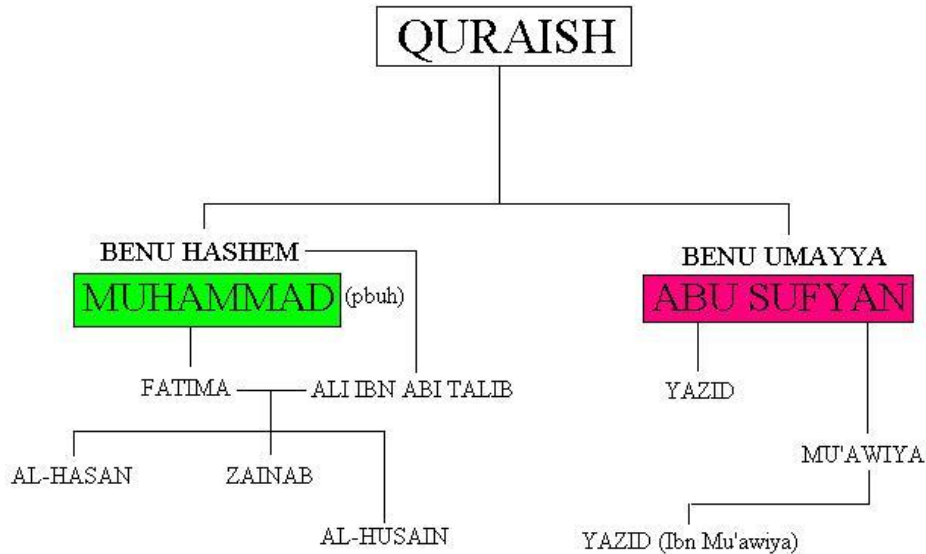 QURAISH
BENU HASHEM
BENU UMAYYA
MUHAMMAD (pbuh)
ABU SUFYAN
FATIMA
ALI IBN ABI TALIB
YAZID
MU'AWIYA
AL-HASAN
ZAINAB
AL-HUSAIN
YAZID (Ibn Mu'awiya)